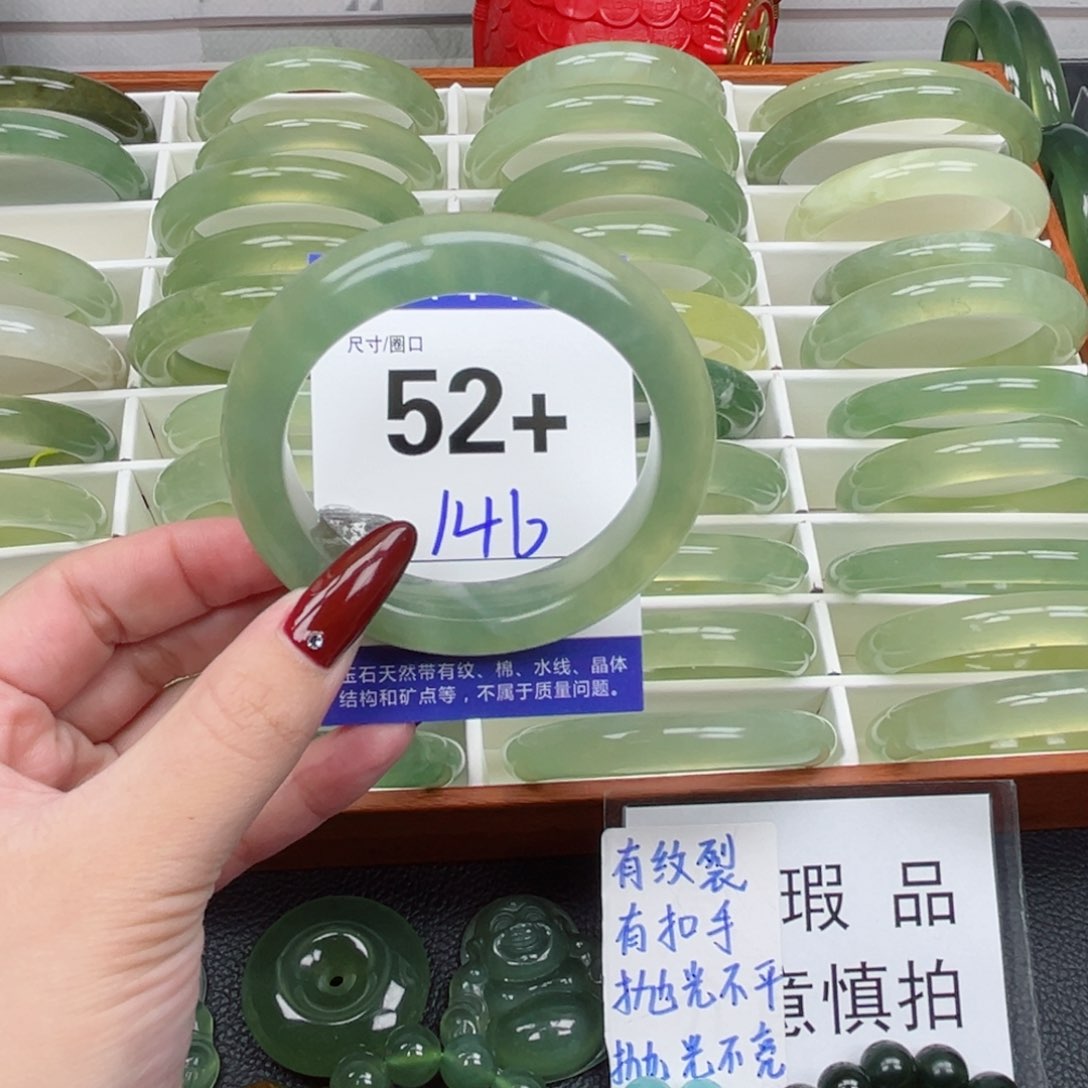 尺寸/圈口
52+
146
玉石天然带有纹、棉、水线、晶体
结构和矿点等，不属于质量问题。
有纹裂
有扣手
抛光不平
抛光不亮
瑕 品
意慎拍